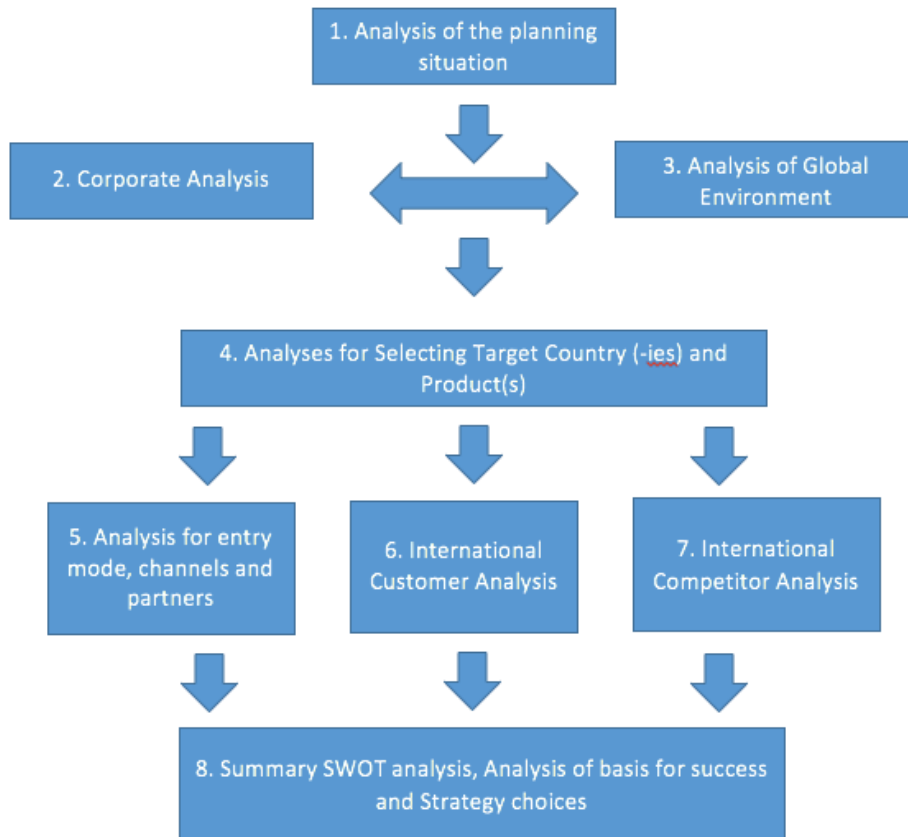 1. Analysis of the planning
situation
2. Corporate Analysis
3. Analysis of Global
Environment
4. Analyses for Selecting Target Country (-ies) and
Product(s)
5. Analysis for entry
mode, channels and
partners
6. International
Customer Analysis
7. International
Competitor Analysis
8. Summary SWOT analysis, Analysis of basis for success
and Strategy choices